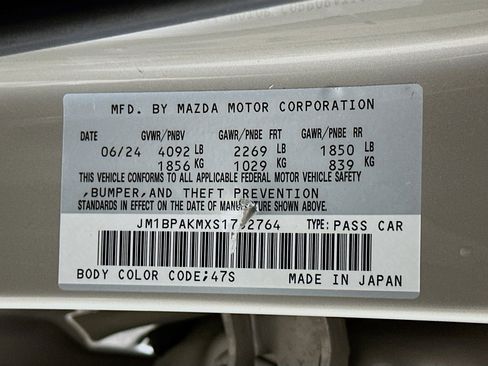 MFD. BY MAZDA MOTOR CORPORATION
DATE GVWR/PNBV GAWR/PNBE FRT GAWR/PNBE RR
06/24 4092 LB 2269 LB 1850 LB
1856 KG 1029 KG 839 KG
THIS VEHICLE CONFORMS TO ALL APPLICABLE FEDERAL MOTOR VEHICLE SAFETY
,BUMPER,AND THEFT PREVENTION
STANDARDS IN EFFECT ON THE DATE OF MANUFACTURE SHOWN ABOVE.
TYPE: PASS CAR
BODY COLOR CODE;47S MADE IN JAPAN